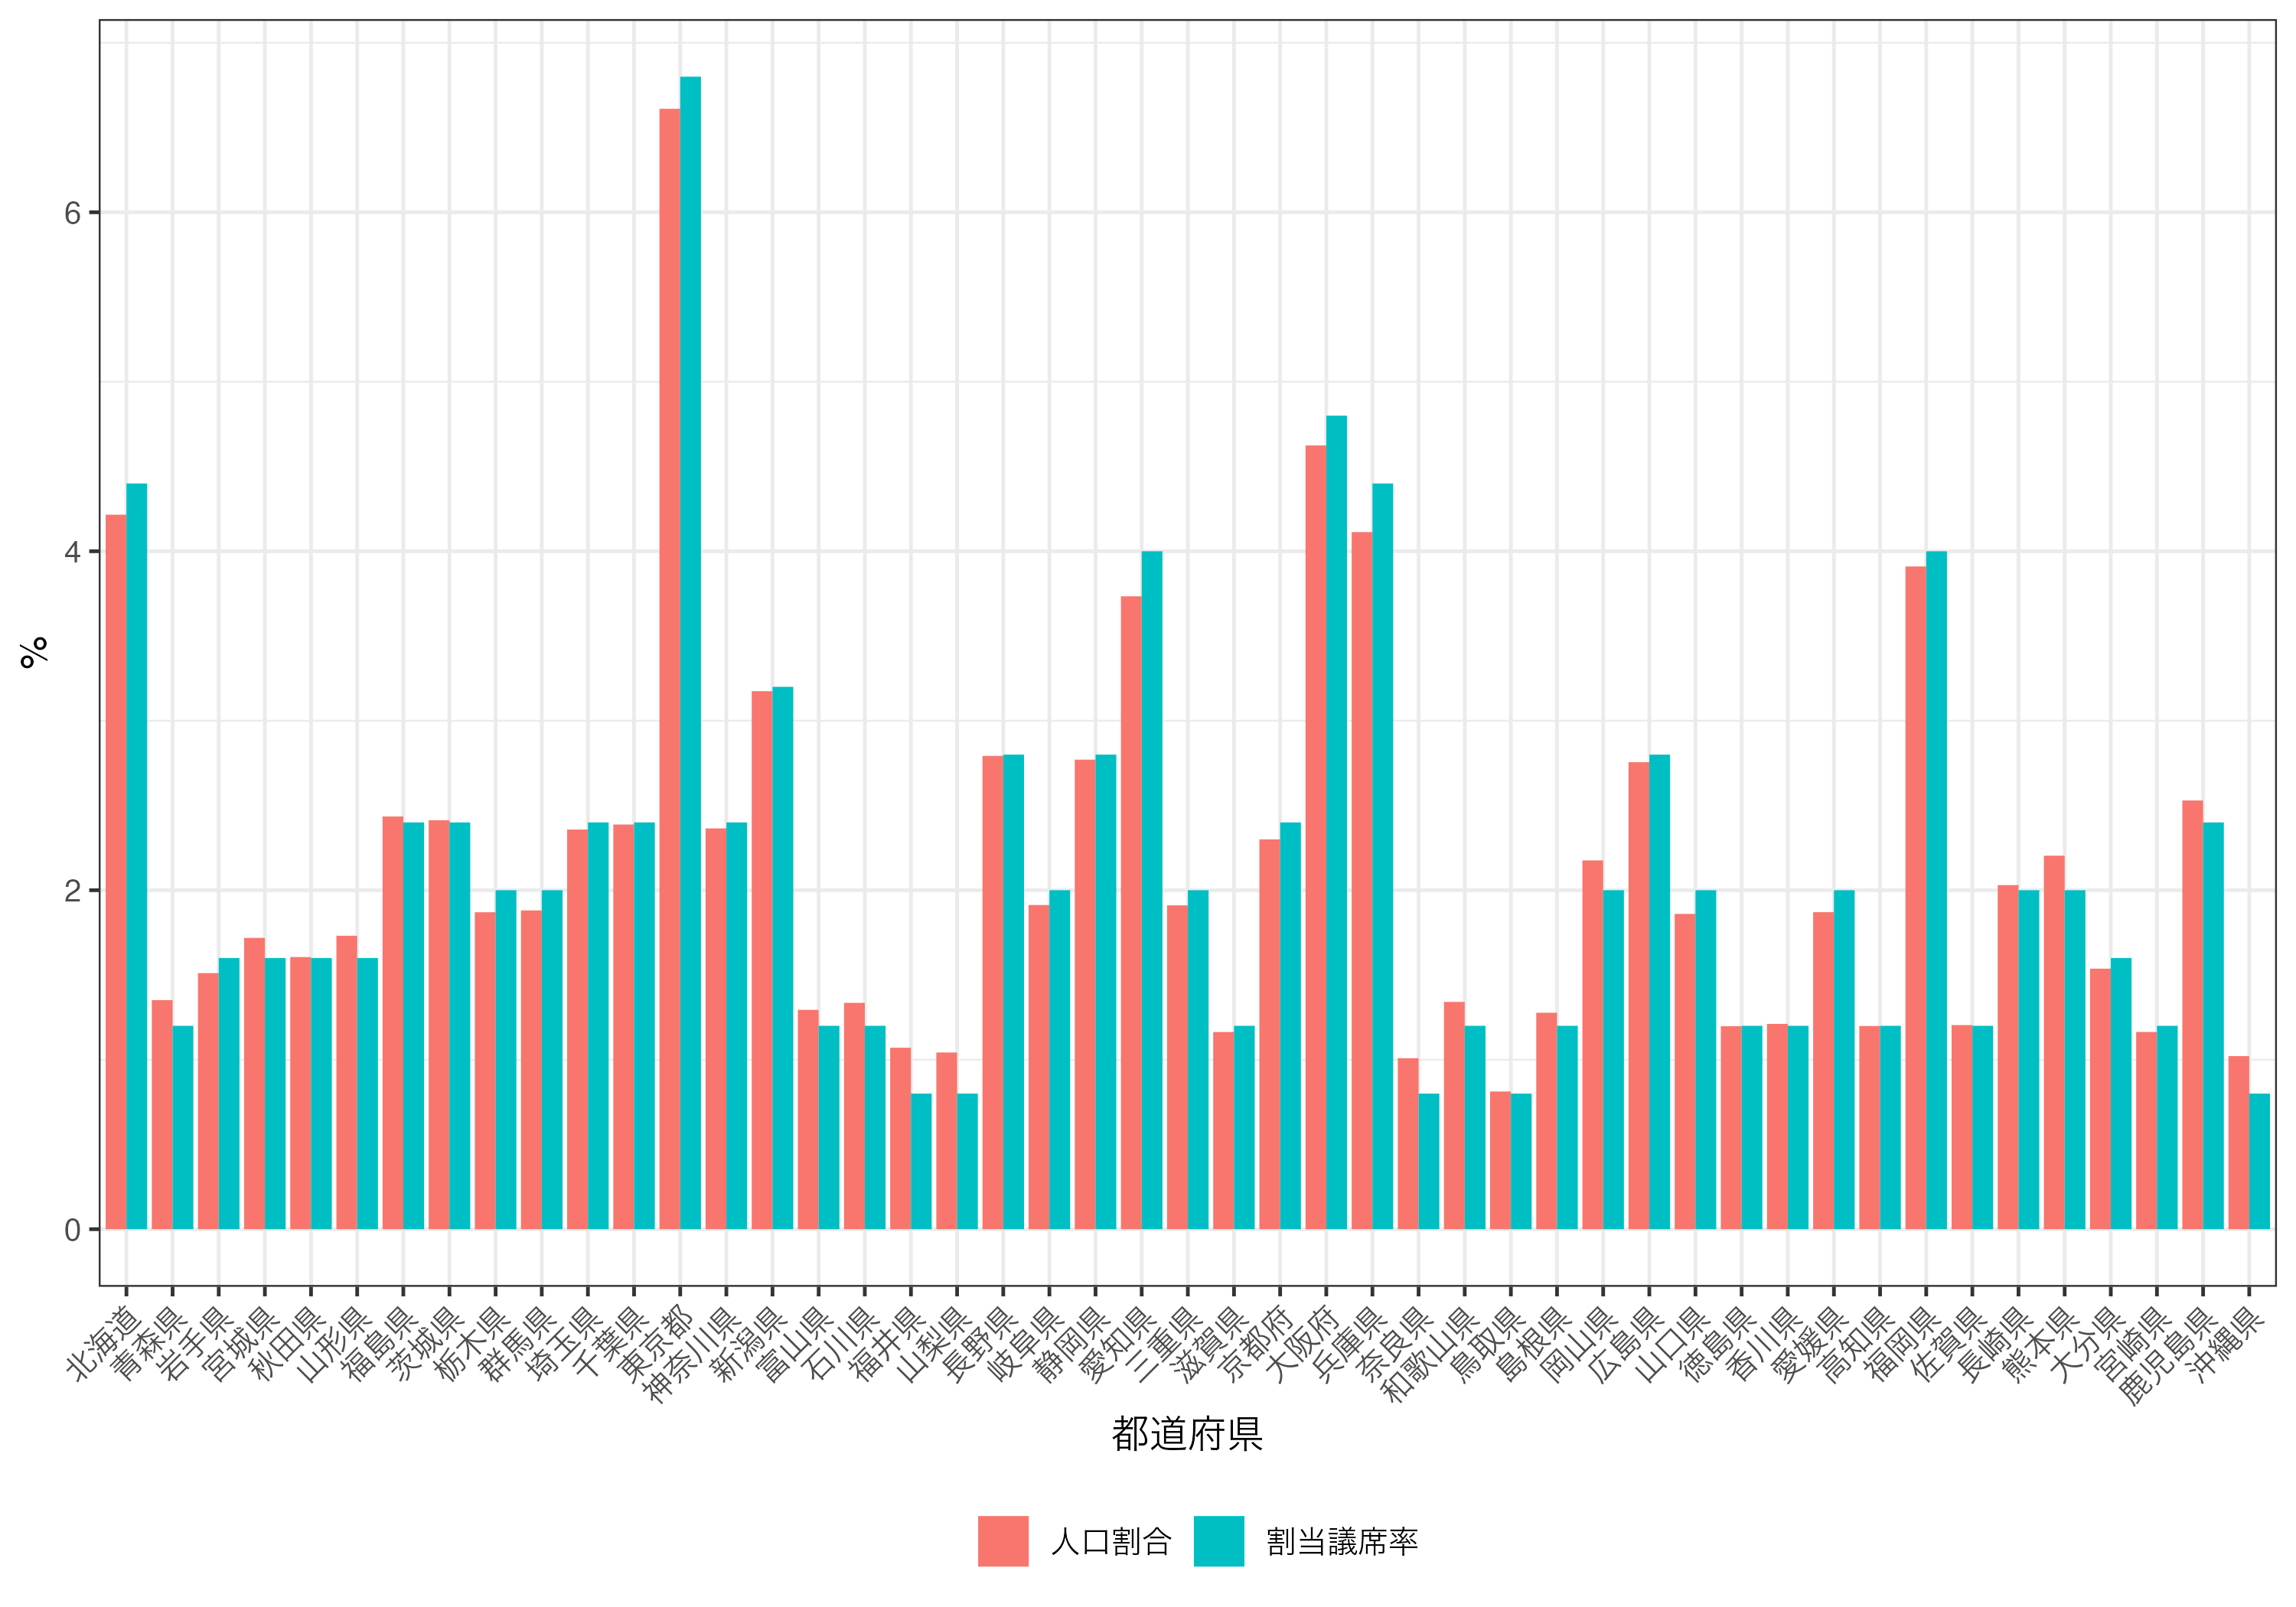 %
6
4
2
0
北海道
青森県
岩手県
宮城県
秋田県
山形県
福島県
茨城県
栃木県
群馬県
埼玉県
千葉県
東京都
神奈川県
新潟県
富山県
石川県
福井県
山梨県
長野県
岐阜県
静岡県
愛知県
三重県
滋賀県
京都府
大阪府
兵庫県
奈良県
和歌山県
鳥取県
島根県
岡山県
広島県
山口県
徳島県
香川県
愛媛県
高知県
福岡県
佐賀県
長崎県
熊本県
大分県
宮崎県
鹿児島県
沖縄県
都道府県
人口割合 割当議席率